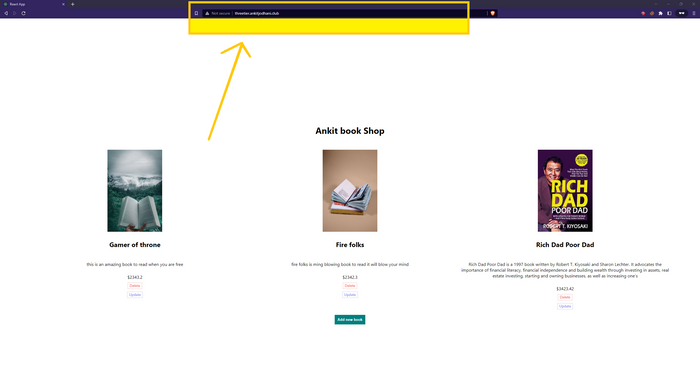 React App
Not secure | threetier.ankitjodhani.club
Ankit book Shop
RICH
DAD
POOR DAD
ROBERT T. KIYOSAKI
Gamer of throne
Fire folks
Rich Dad Poor Dad
this is an amazing book to read when you are free
fire folks is ming blowing book to read it will blow your mind
Rich Dad Poor Dad is a 1997 book written by Robert T. Kiyosaki and Sharon Lechter. It advocates the
importance of financial literacy, financial independence and building wealth through investing in assets, real
estate investing, starting and owning businesses, as well as increasing one's
$2343.2
$2342.3
$3423.42
Delete
Delete
Delete
Update
Update
Update
Add new book